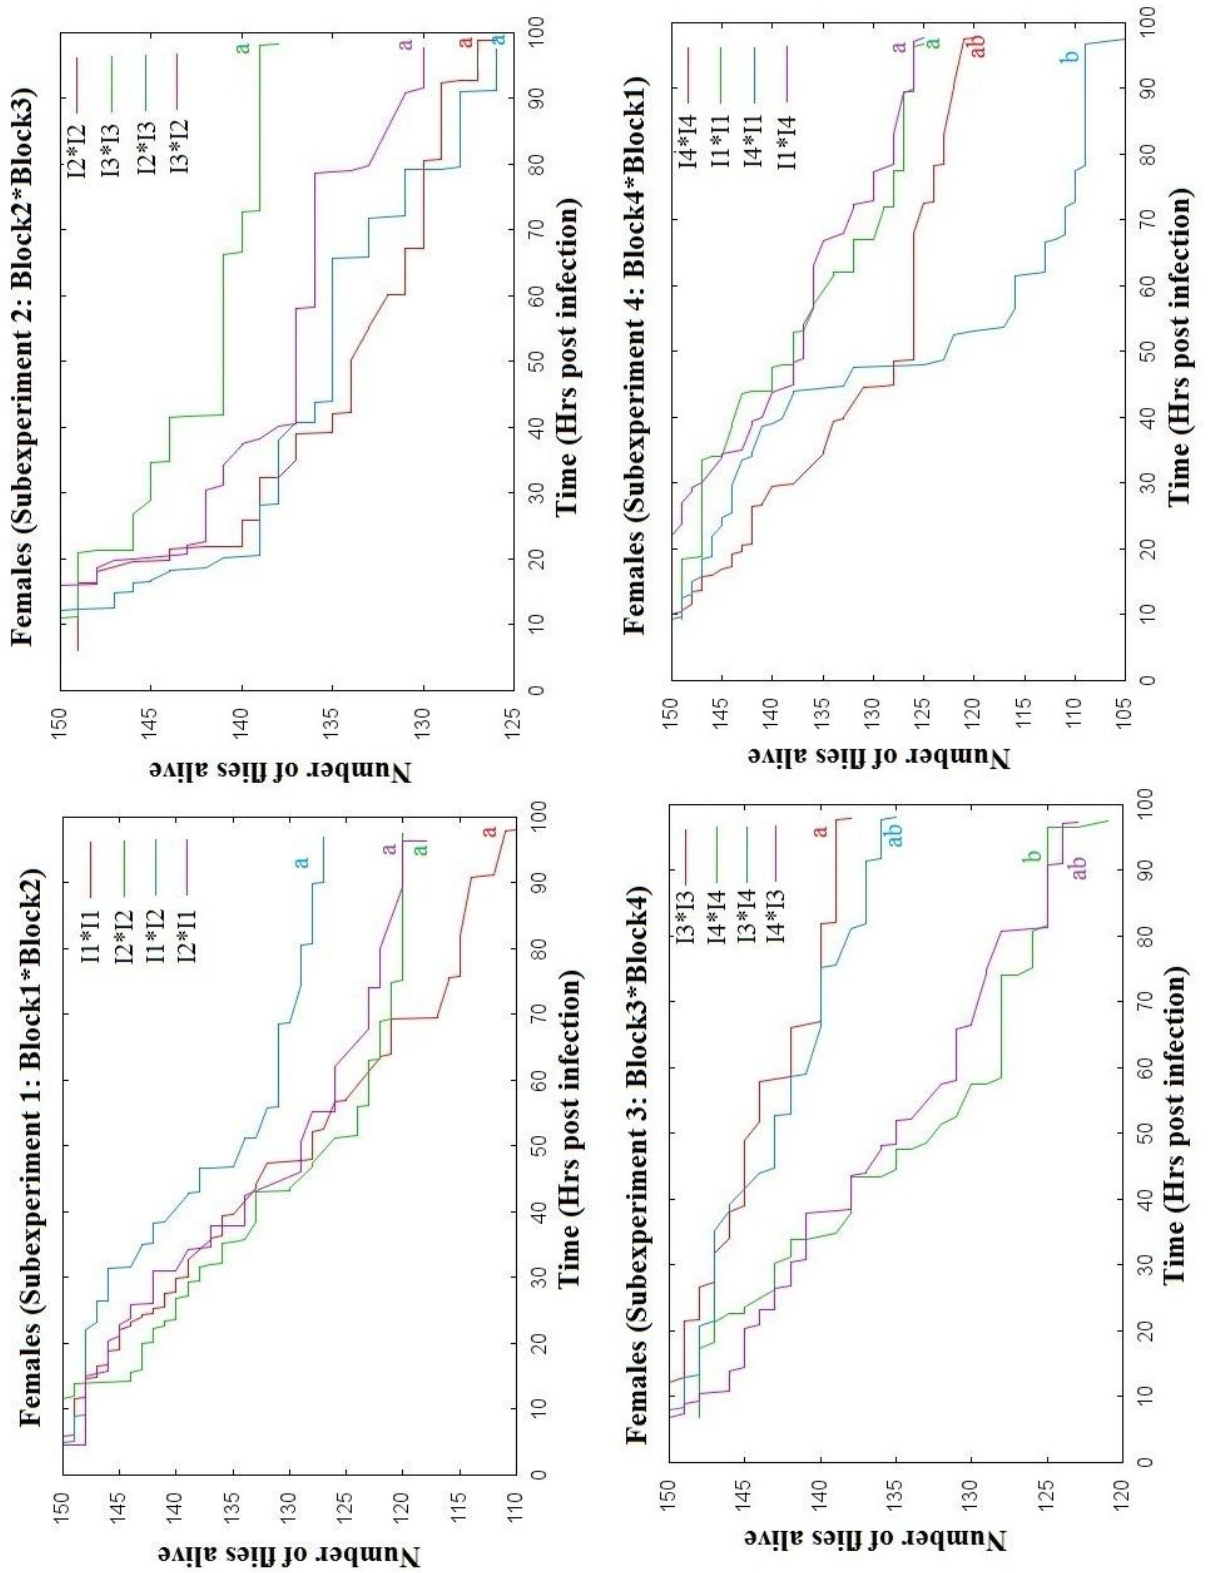 Females (Subexperiment 1: Block1*Block2)
I1*I1
I2*I2
I1*I2
I2*I1
a
a
a
a
150
145
140
135
130
125
120
115
110
0
10
20
30
40
50
60
70
80
90
100
Number of flies alive
Time (Hrs post infection)
Females (Subexperiment 2: Block2*Block3)
I2*I2
I3*I3
I2*I3
I3*I2
a
a
a
a
150
145
140
135
130
125
0
10
20
30
40
50
60
70
80
90
100
Number of flies alive
Time (Hrs post infection)
Females (Subexperiment 3: Block3*Block4)
I3*I3
I4*I4
I3*I4
I4*I3
a
ab
b
ab
150
145
140
135
130
125
120
0
10
20
30
40
50
60
70
80
90
100
Number of flies alive
Time (Hrs post infection)
Females (Subexperiment 4: Block4*Block1)
I4*I4
I1*I1
I4*I1
I1*I4
a
a
ab
b
150
145
140
135
130
125
120
115
110
105
0
10
20
30
40
50
60
70
80
90
100
Number of flies alive
Time (Hrs post infection)